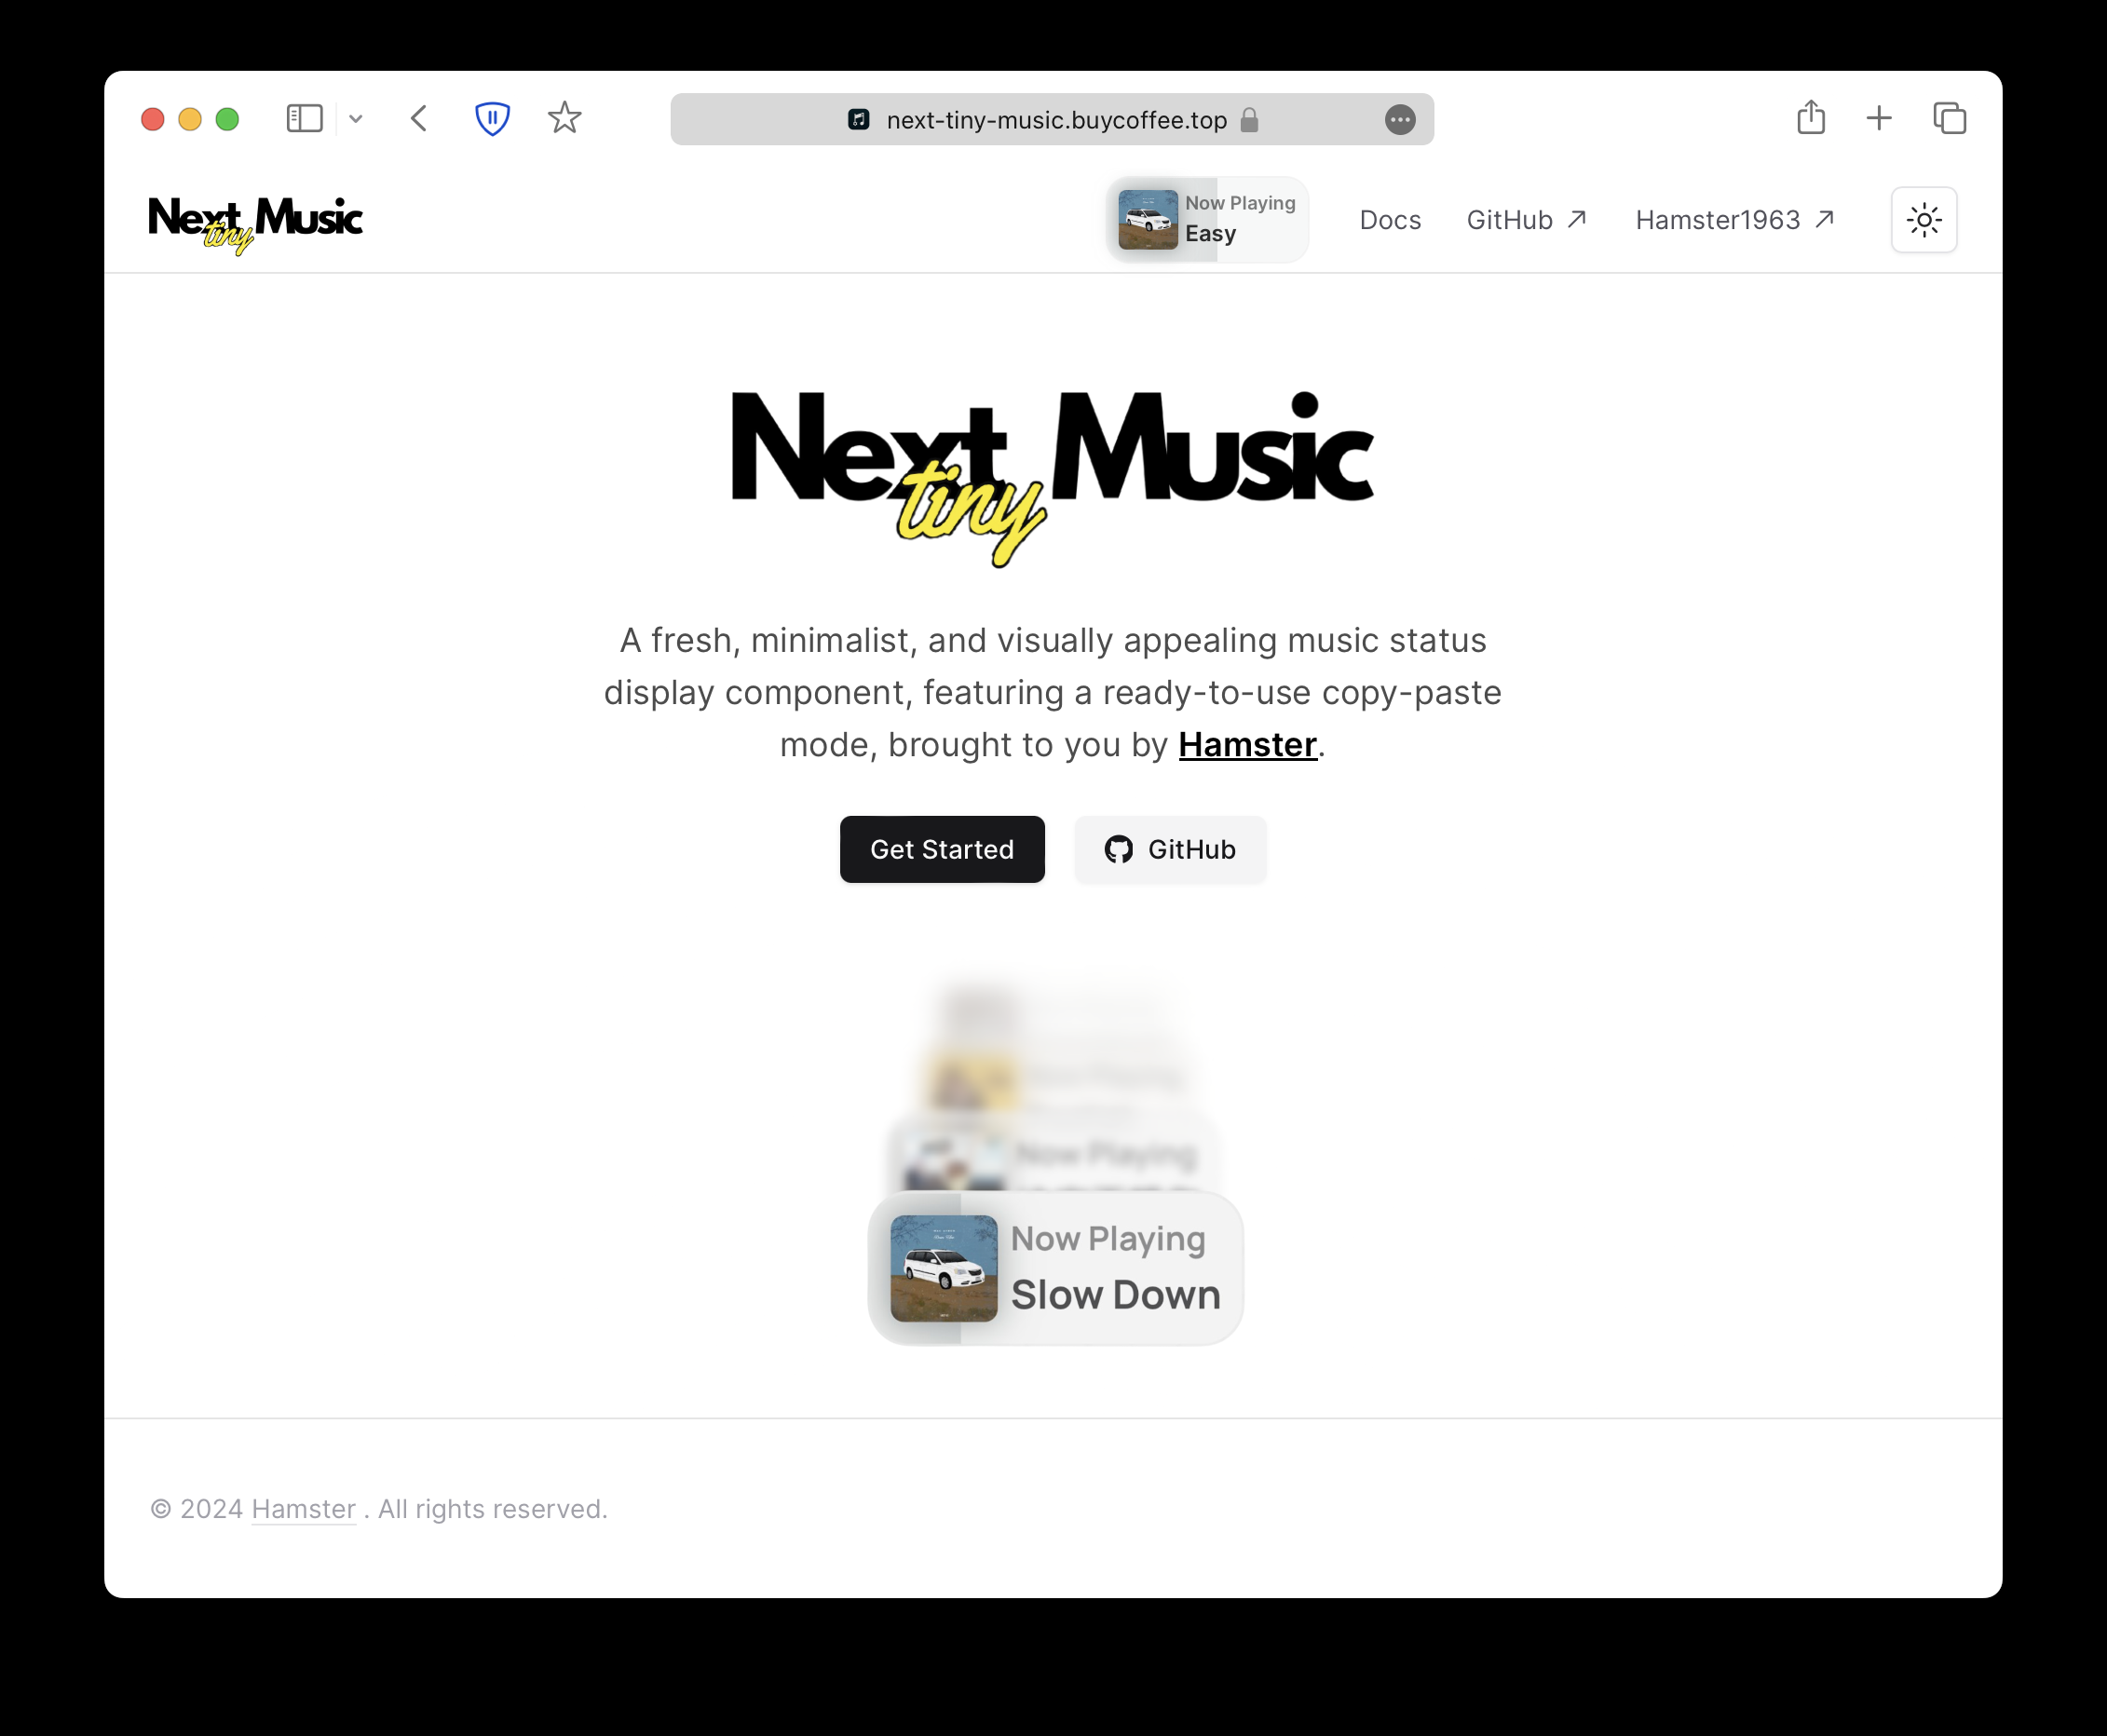 next-tiny-music.buycoffee.top
Next tiny Music
Now Playing
Easy
Docs
GitHub
Hamster1963
Next tiny Music
A fresh, minimalist, and visually appealing music status
display component, featuring a ready-to-use copy-paste
mode, brought to you by Hamster.
Get Started
GitHub
Now Playing
Now Playing
Slow Down
© 2024 Hamster . All rights reserved.